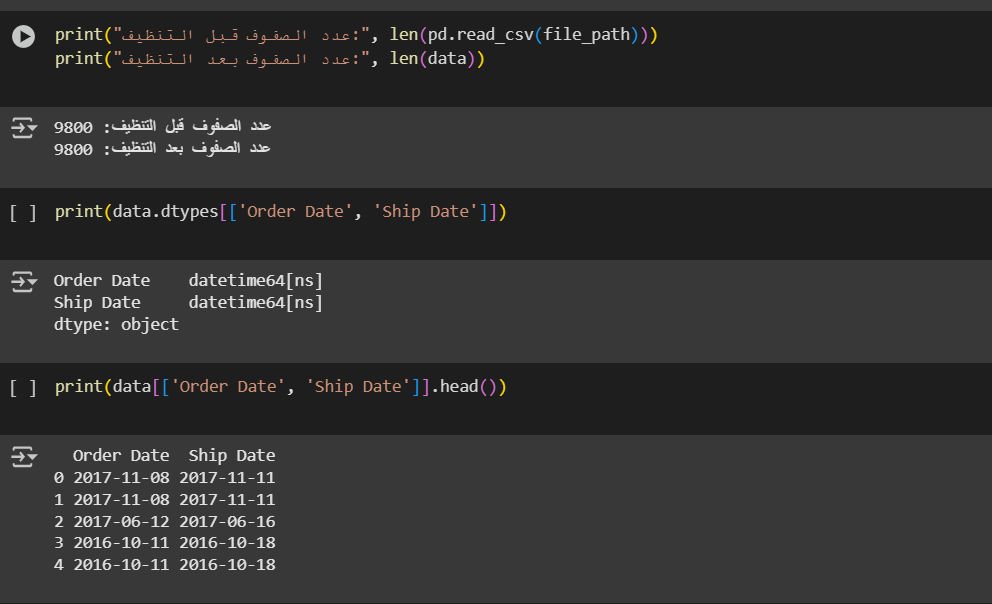 print("عدد الصفوف قبل التنظيف:", len(pd.read_csv(file_path)))
print("عدد الصفوف بعد التنظيف:", len(data))
عدد الصفوف قبل التنظيف: 9800
عدد الصفوف بعد التنظيف: 9800
[ ] print(data.dtypes[['Order Date', 'Ship Date']])
Order Date    datetime64[ns]
Ship Date     datetime64[ns]
dtype: object
[ ] print(data[['Order Date', 'Ship Date']].head())
  Order Date  Ship Date
0 2017-11-08 2017-11-11
1 2017-11-08 2017-11-11
2 2017-06-12 2017-06-16
3 2016-10-11 2016-10-18
4 2016-10-11 2016-10-18